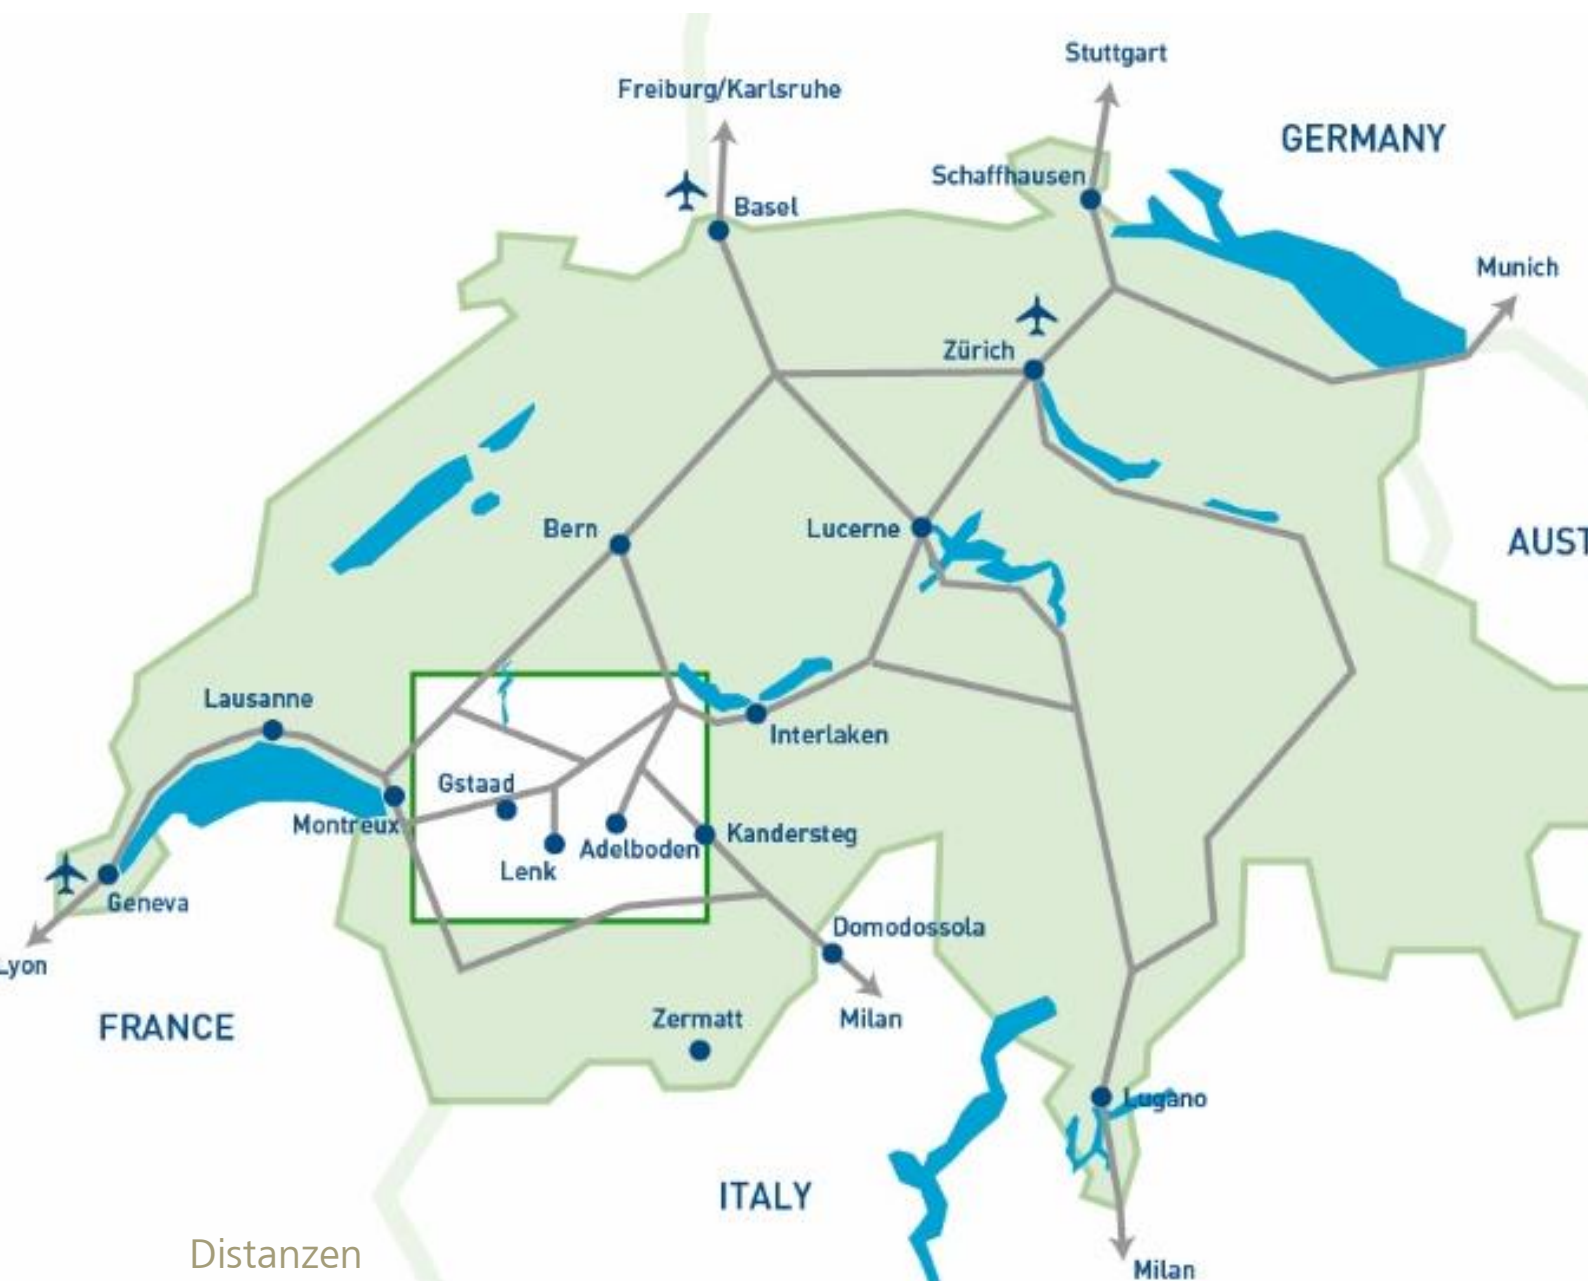 Stuttgart
Freiburg/Karlsruhe
GERMANY
Schaffhausen
Basel
Munich
Zürich
Bern
Lucerne
AUST
Lausanne
Interlaken
Gstaad
Montreux
Kandersteg
Adelboden
Lenk
Geneva
Domodossola
Lyon
Milan
Zermatt
FRANCE
Lugano
ITALY
Distanzen
Milan